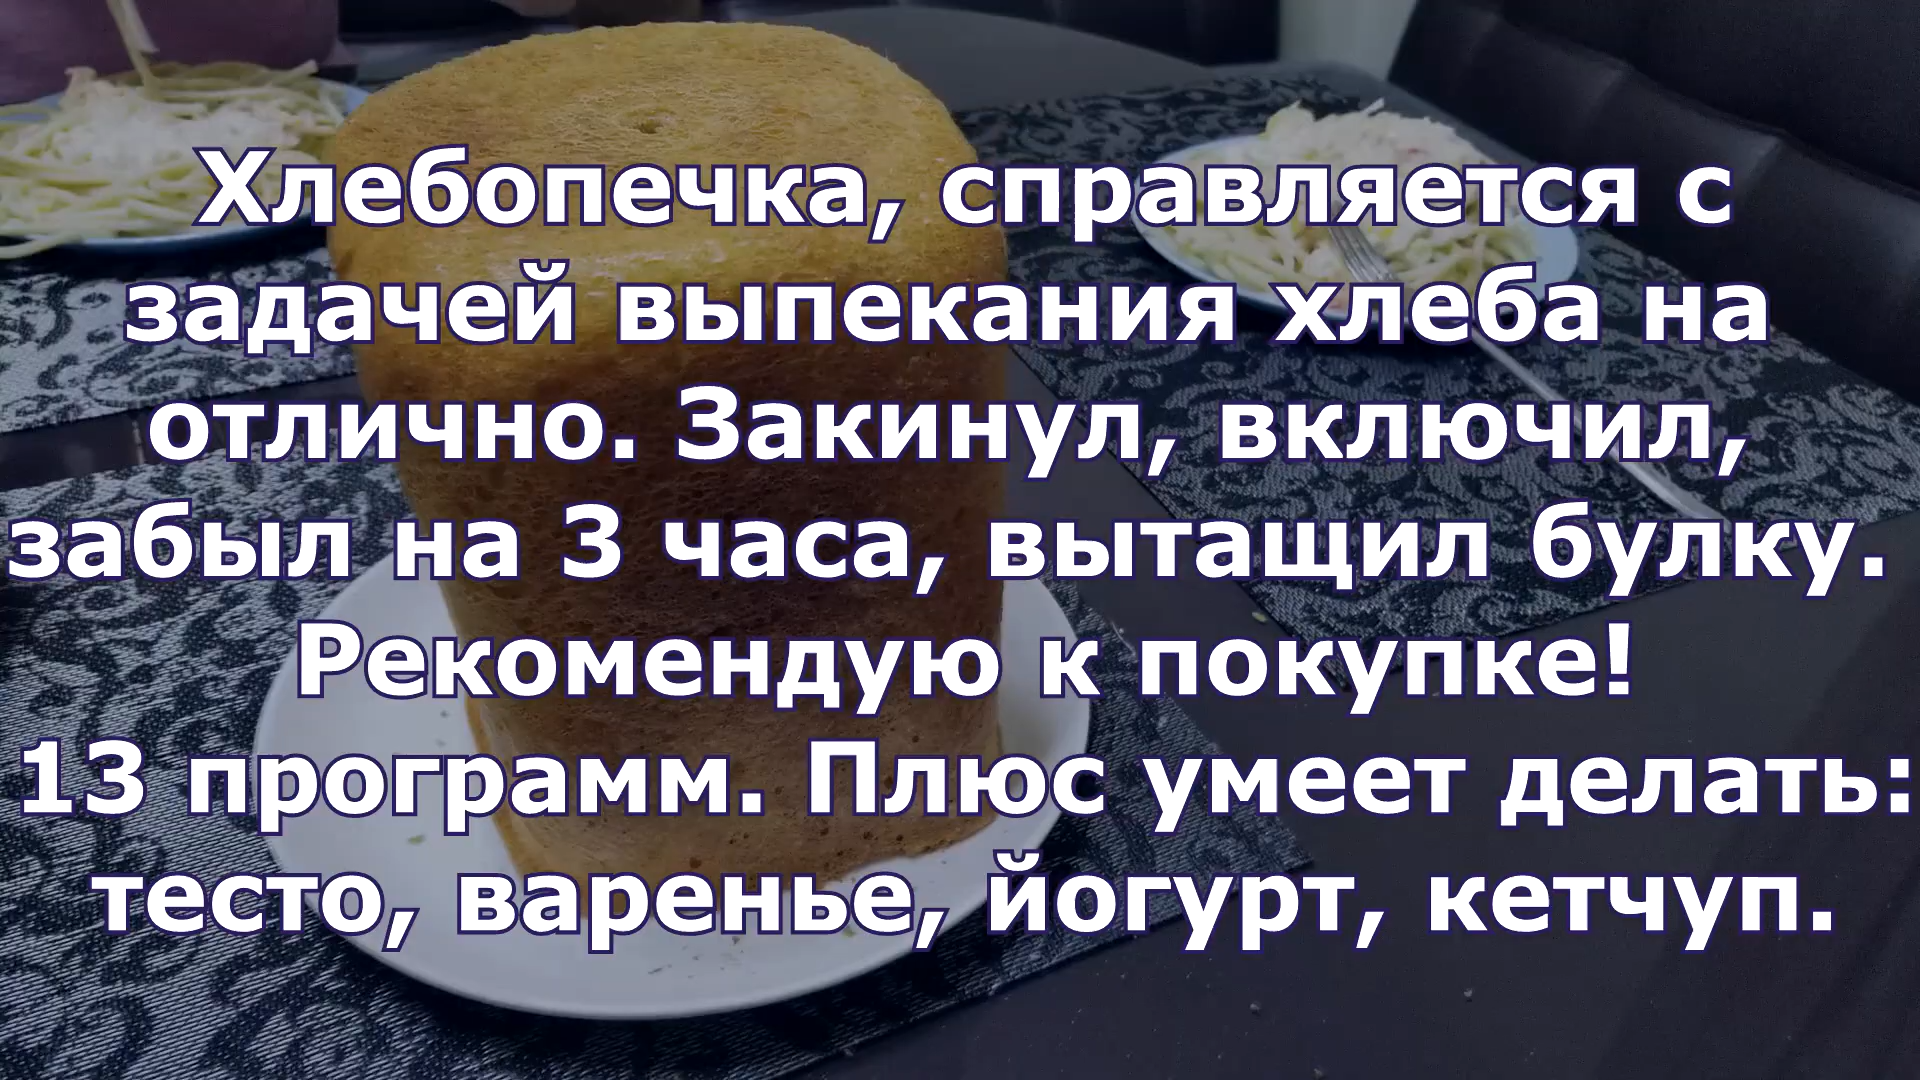 Хлебопечка, справляется с
задачей выпекания хлеба на
отлично. Закинул, включил,
забыл на 3 часа, вытащил булку.
Рекомендую к покупке!
13 программ. Плюс умеет делать:
тесто, варенье, йогурт, кетчуп.